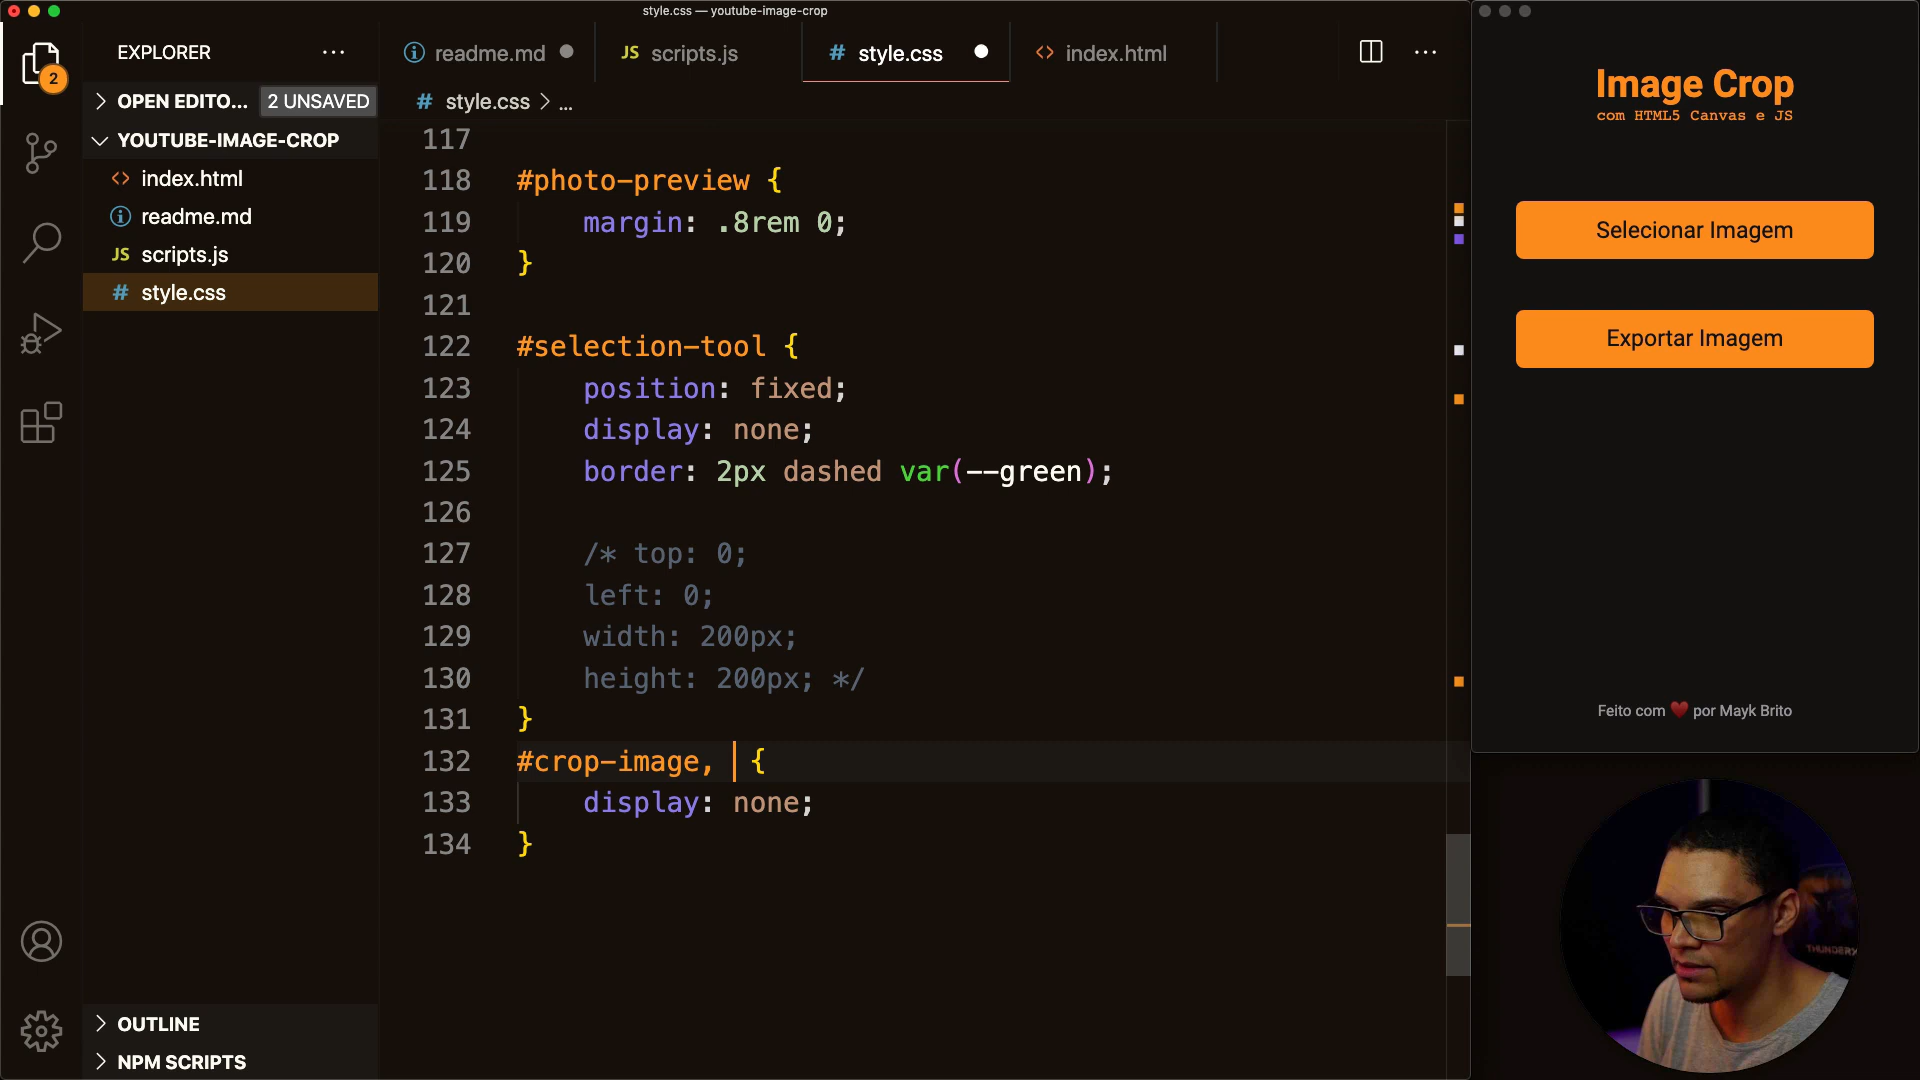 style.css — youtube-image-crop
EXPLORER
2
OPEN EDITO... 2 UNSAVED
YOUTUBE-IMAGE-CROP
<> index.html
readme.md
JS scripts.js
# style.css
OUTLINE
NPM SCRIPTS
readme.md
JS scripts.js
# style.css
<> index.html
# style.css > ...
117
118 #photo-preview {
119 margin: .8rem 0;
120 }
121
122 #selection-tool {
123 position: fixed;
124 display: none;
125 border: 2px dashed var(--green);
126
127 /* top: 0;
128 left: 0;
129 width: 200px;
130 height: 200px; */
131 }
132 #crop-image, {
133 display: none;
134 }
Image Crop
com HTML5 Canvas e JS
Selecionar Imagem
Exportar Imagem
Feito com ❤️ por Mayk Brito